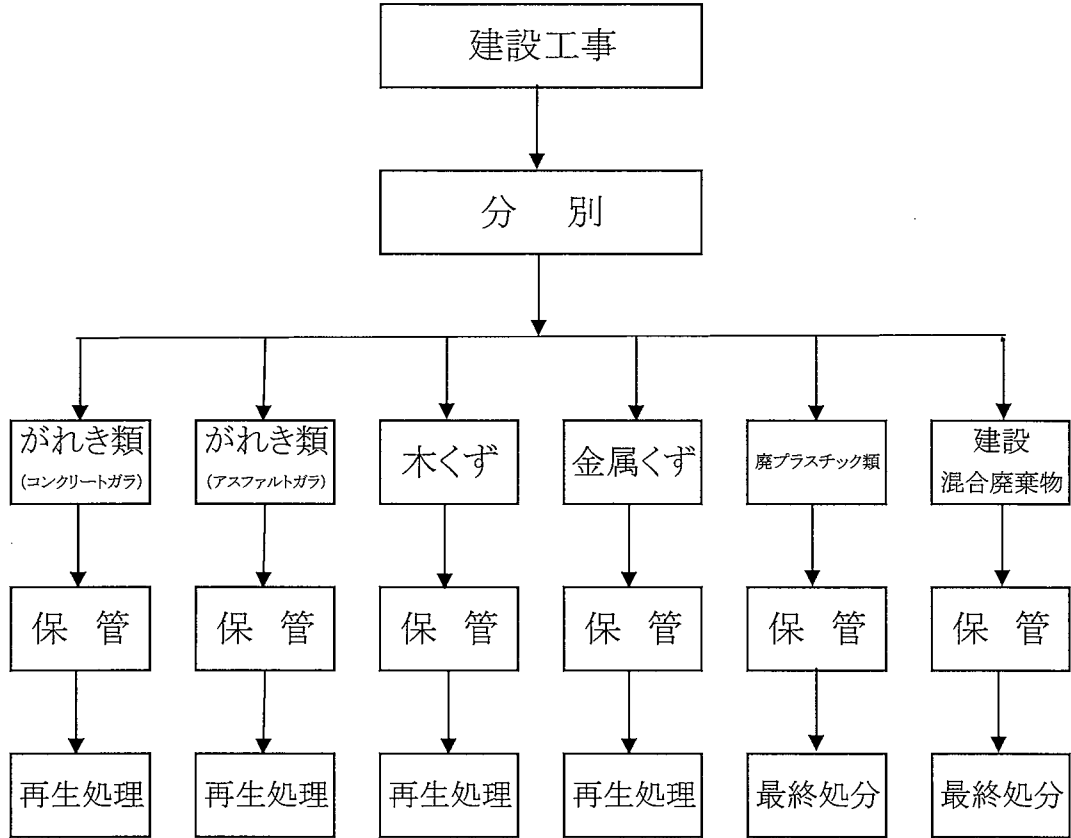 建設工事
分　別
がれき類
(コンクリートガラ)
がれき類
(アスファルトガラ)
木くず
金属くず
廃プラスチック類
建設
混合廃棄物
保　管
保　管
保　管
保　管
保　管
保　管
再生処理
再生処理
再生処理
再生処理
最終処分
最終処分